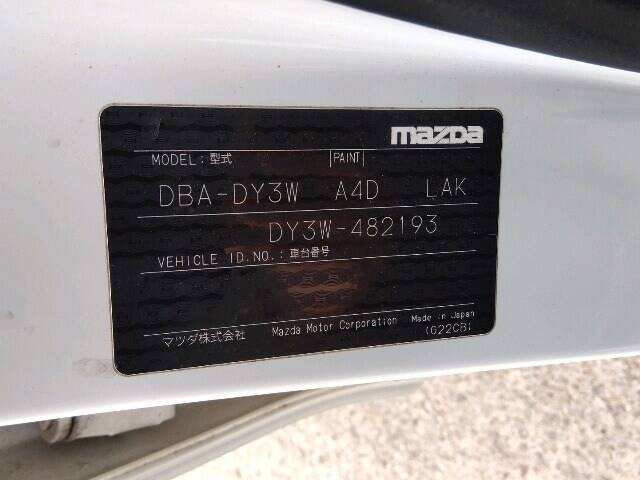 mazda
MODEL:型式 PAINT
DBA-DY3W A4D LAK
DY3W-482193
VEHICLE ID.NO.:車台番号
マツダ株式会社 Mazda Motor Corporation Made in Japan
(G22CB)